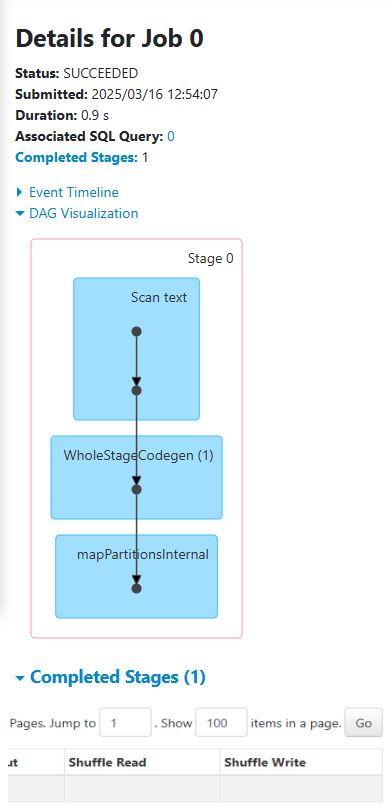 Details for Job 0
Status: SUCCEEDED
Submitted: 2025/03/16 12:54:07
Duration: 0.9 s
Associated SQL Query: 0
Completed Stages: 1
Event Timeline
DAG Visualization
Stage 0
Scan text
WholeStageCodegen (1)
mapPartitionsInternal
Completed Stages (1)
Pages. Jump to 1 . Show 100 items in a page. Go
Shuffle Read Shuffle Write